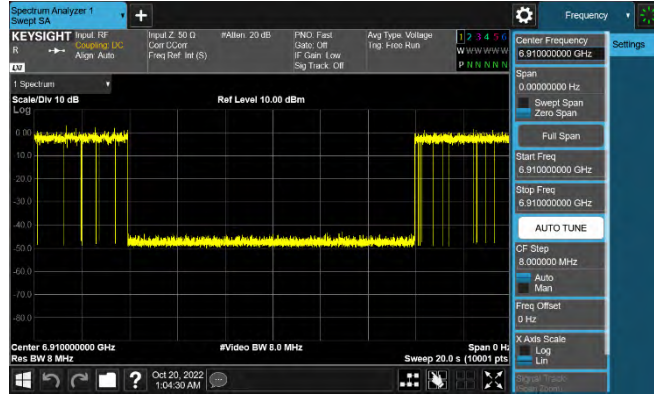 Spectrum Analyzer 1
Swept SA
+
Frequency
KEYSIGHT
R
LXI
Input: RF
Coupling: DC
Align: Auto
Input Z: 50 Ω
Corr CCorr
Freq Ref: Int (S)
#Atten: 20 dB
PNO: Fast
Gate: Off
IF Gain: Low
Sig Track: Off
Avg Type: Voltage
Trig: Free Run
1 2 3 4 5 6
W W W W W W
P N N N N N
1 Spectrum
Scale/Div 10 dB
Ref Level 10.00 dBm
Log
0.00
-10.0
-20.0
-30.0
-40.0
-50.0
-60.0
-70.0
-80.0
Center 6.910000000 GHz
#Video BW 8.0 MHz
Span 0 Hz
Res BW 8 MHz
Sweep 20.0 s (10001 pts
Center Frequency
6.910000000 GHz
Settings
Span
0.00000000 Hz
Swept Span
Zero Span
Full Span
Start Freq
6.910000000 GHz
Stop Freq
6.910000000 GHz
AUTO TUNE
CF Step
8.000000 MHz
Auto
Man
Freq Offset
0 Hz
X Axis Scale
Log
Lin
Signal Track
(Span Zoom)
?
Oct 20, 2022
1:04:30 AM